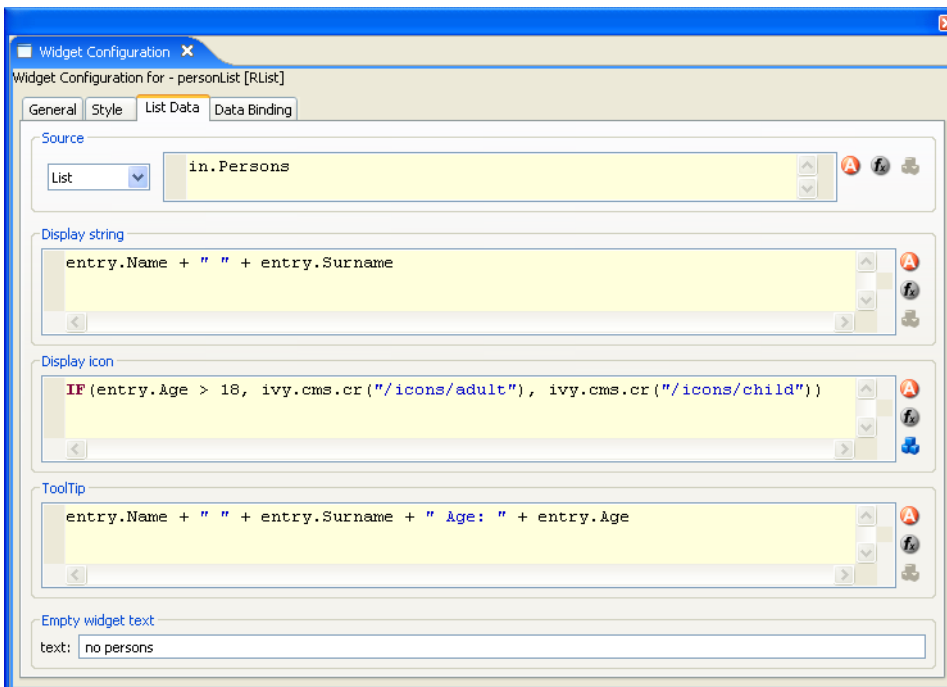 Widget Configuration
Widget Configuration for - personList [RList]
General Style List Data Data Binding
Source
List
in.Persons
Display string
entry.Name + " " + entry.Surname
Display icon
IF(entry.Age > 18, ivy.cms.cr("/icons/adult"), ivy.cms.cr("/icons/child"))
ToolTip
entry.Name + " " + entry.Surname + " Age: " + entry.Age
Empty widget text
text: no persons